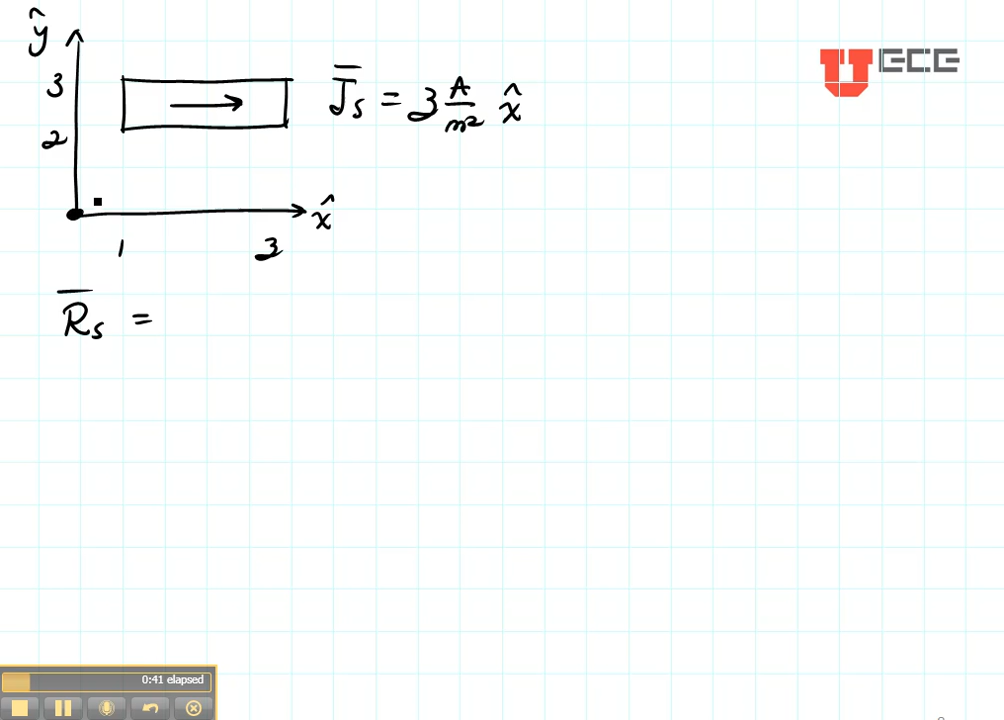 ŷ
3
2
J̄s = 3 A/m² x̂
x̂
1 3
R̄s =
U ECE
0:41 elapsed